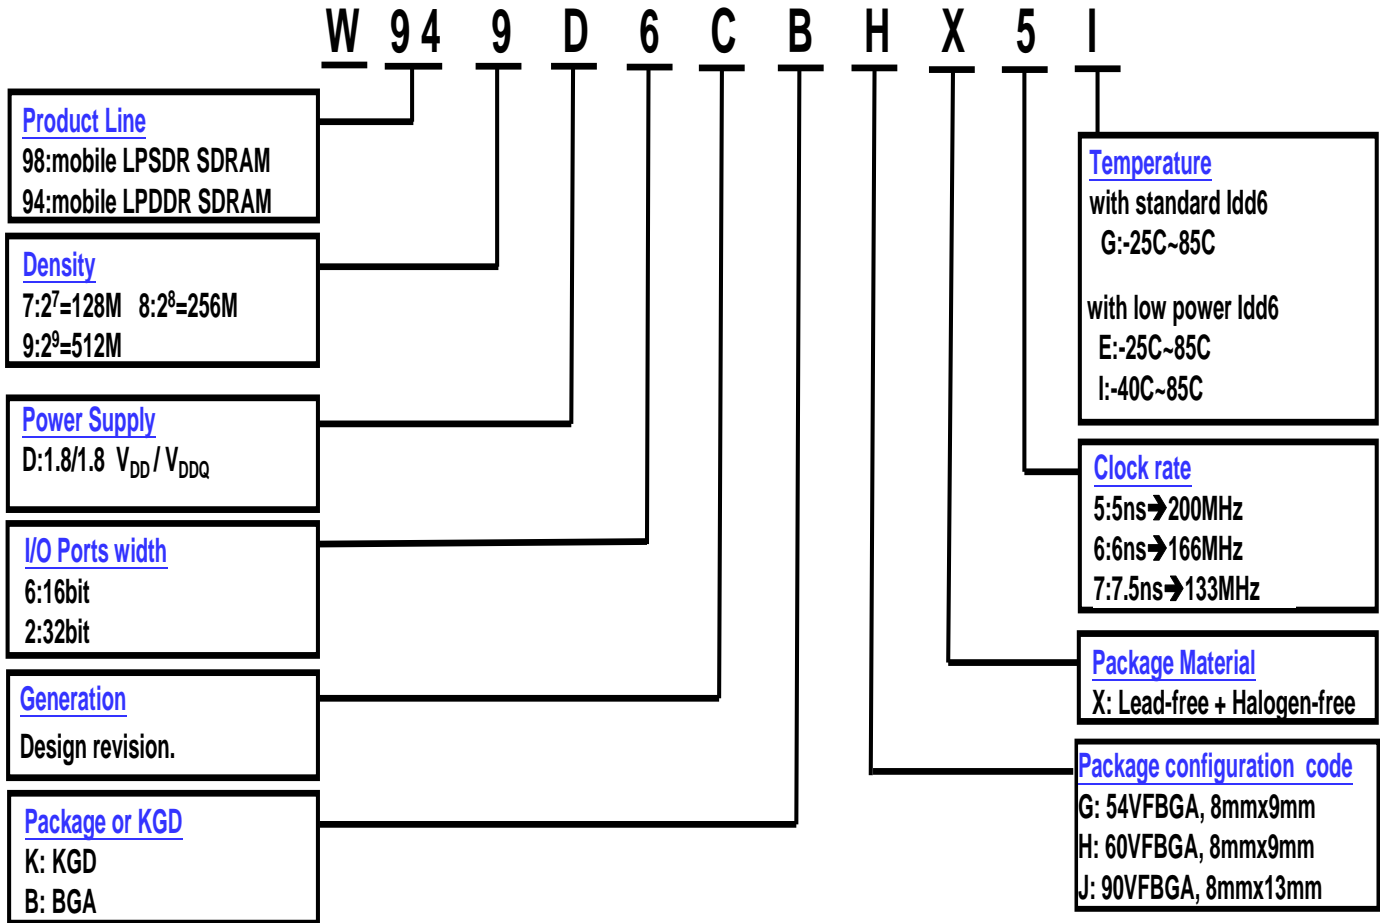 W 94 9 D 6 C B H X 5 I
Product Line
98:mobile LPSDR SDRAM
94:mobile LPDDR SDRAM
Density
7:2⁷=128M 8:2⁸=256M
9:2⁹=512M
Power Supply
D:1.8/1.8 VDD / VDDQ
I/O Ports width
6:16bit
2:32bit
Generation
Design revision.
Package or KGD
K: KGD
B: BGA
Temperature
with standard Idd6
G:-25C~85C
with low power Idd6
E:-25C~85C
I:-40C~85C
Clock rate
5:5ns➔200MHz
6:6ns➔166MHz
7:7.5ns➔133MHz
Package Material
X: Lead-free + Halogen-free
Package configuration code
G: 54VFBGA, 8mmx9mm
H: 60VFBGA, 8mmx9mm
J: 90VFBGA, 8mmx13mm